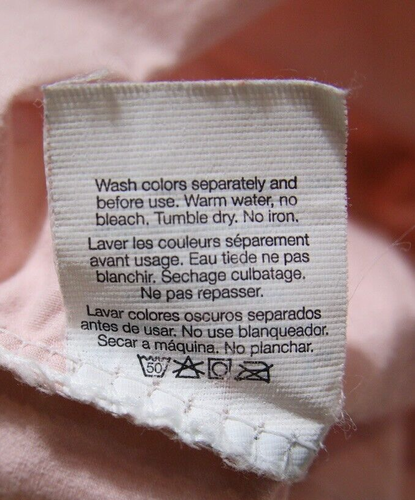 Wash colors separately and
before use. Warm water, no
bleach. Tumble dry. No iron.
Laver les couleurs séparement
avant usage. Eau tiede ne pas
blanchir. Sechage culbatage.
Ne pas repasser.
Lavar colores oscuros separados
antes de usar. No use blanqueador.
Secar a máquina. No planchar.
50